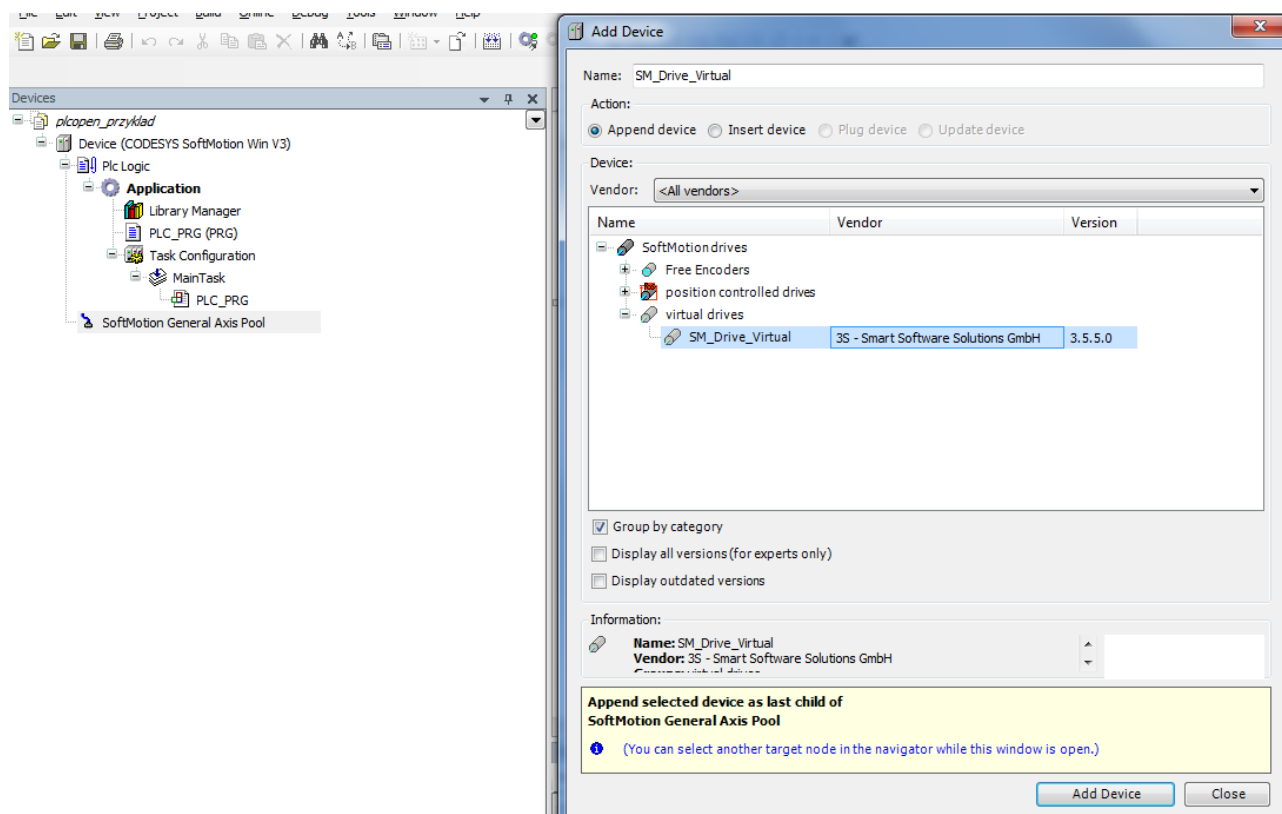 Devices
plcopen_przyklad
Device (CODESYS SoftMotion Win V3)
Plc Logic
Application
Library Manager
PLC_PRG (PRG)
Task Configuration
MainTask
PLC_PRG
SoftMotion General Axis Pool
Add Device
Name: SM_Drive_Virtual
Action:
Append device Insert device Plug device Update device
Device:
Vendor: <All vendors>
Name Vendor Version
SoftMotion drives
Free Encoders
position controlled drives
virtual drives
SM_Drive_Virtual 3S - Smart Software Solutions GmbH 3.5.5.0
Group by category
Display all versions (for experts only)
Display outdated versions
Information:
Name: SM_Drive_Virtual
Vendor: 3S - Smart Software Solutions GmbH
Append selected device as last child of
SoftMotion General Axis Pool
(You can select another target node in the navigator while this window is open.)
Add Device Close